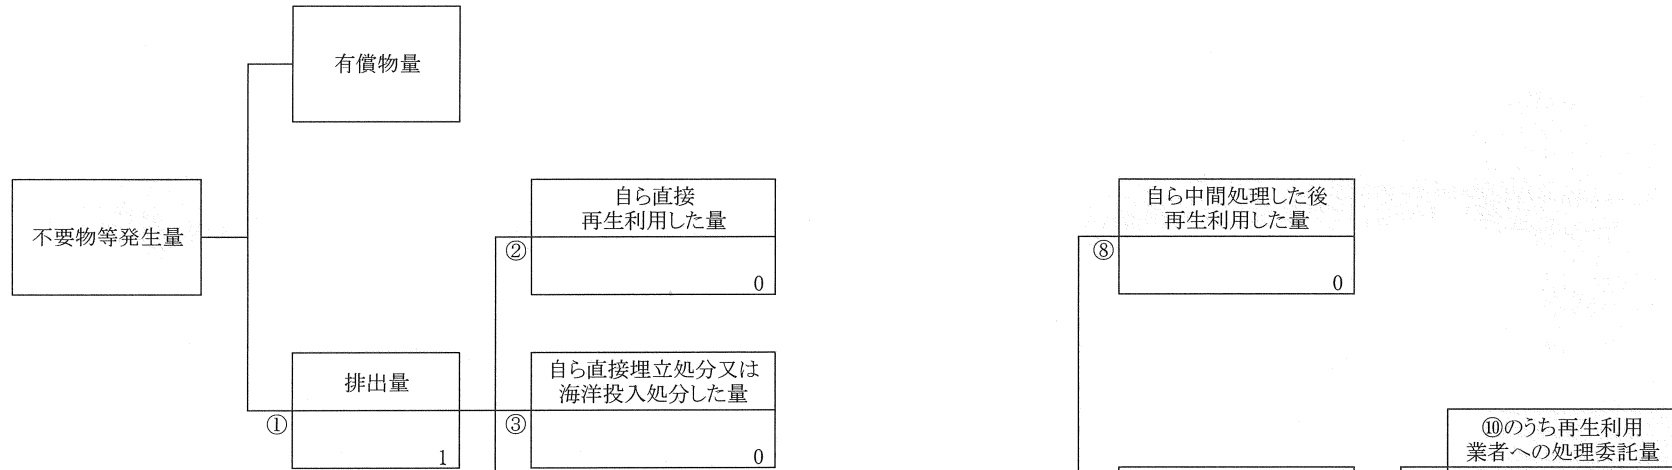 有償物量
不要物等発生量
自ら直接
再生利用した量
②
0
自ら中間処理した後
再生利用した量
⑧
0
排出量
①
1
自ら直接埋立処分又は
海洋投入処分した量
③
0
⑩のうち再生利用
業者への処理委託量